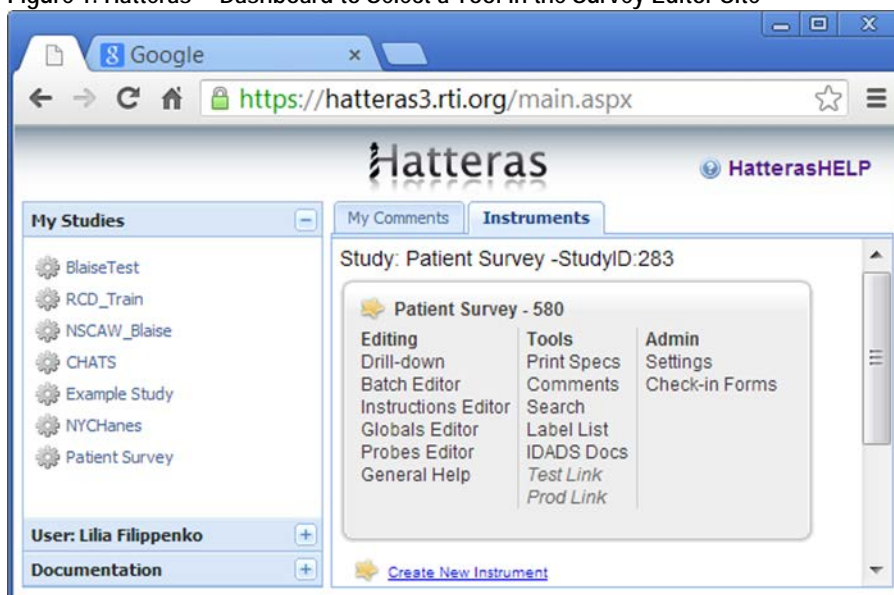 Figure 1. Hatteras – Dashboard to Select a Tool in the Survey Editor Site
Google
https://hatteras3.rti.org/main.aspx
Hatteras
HatterasHELP
My Studies
BlaiseTest
RCD_Train
NSCAW_Blaise
CHATS
Example Study
NYCHanes
Patient Survey
User: Lilia Filippenko
Documentation
My Comments Instruments
Study: Patient Survey -StudyID:283
Patient Survey - 580
Editing
Drill-down
Batch Editor
Instructions Editor
Globals Editor
Probes Editor
General Help
Tools
Print Specs
Comments
Search
Label List
IDADS Docs
Test Link
Prod Link
Admin
Settings
Check-in Forms
Create New Instrument